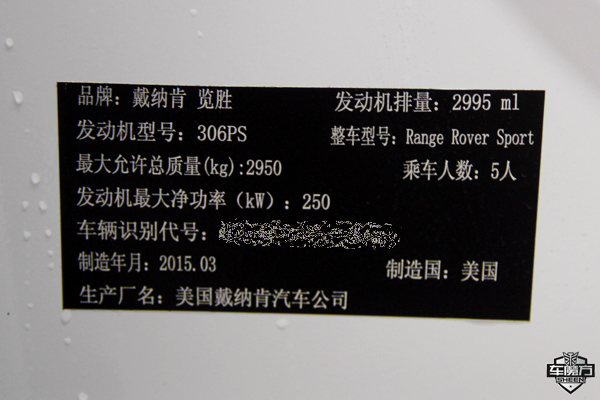 品牌：戴纳肯 览胜 发动机排量：2995 ml
发动机型号：306PS 整车型号：Range Rover Sport
最大允许总质量(kg):2950 乘车人数：5人
发动机最大净功率（kW）：250
车辆识别代号：
制造年月：2015.03 制造国：美国
生产厂名：美国戴纳肯汽车公司
车魔方
SHEEN